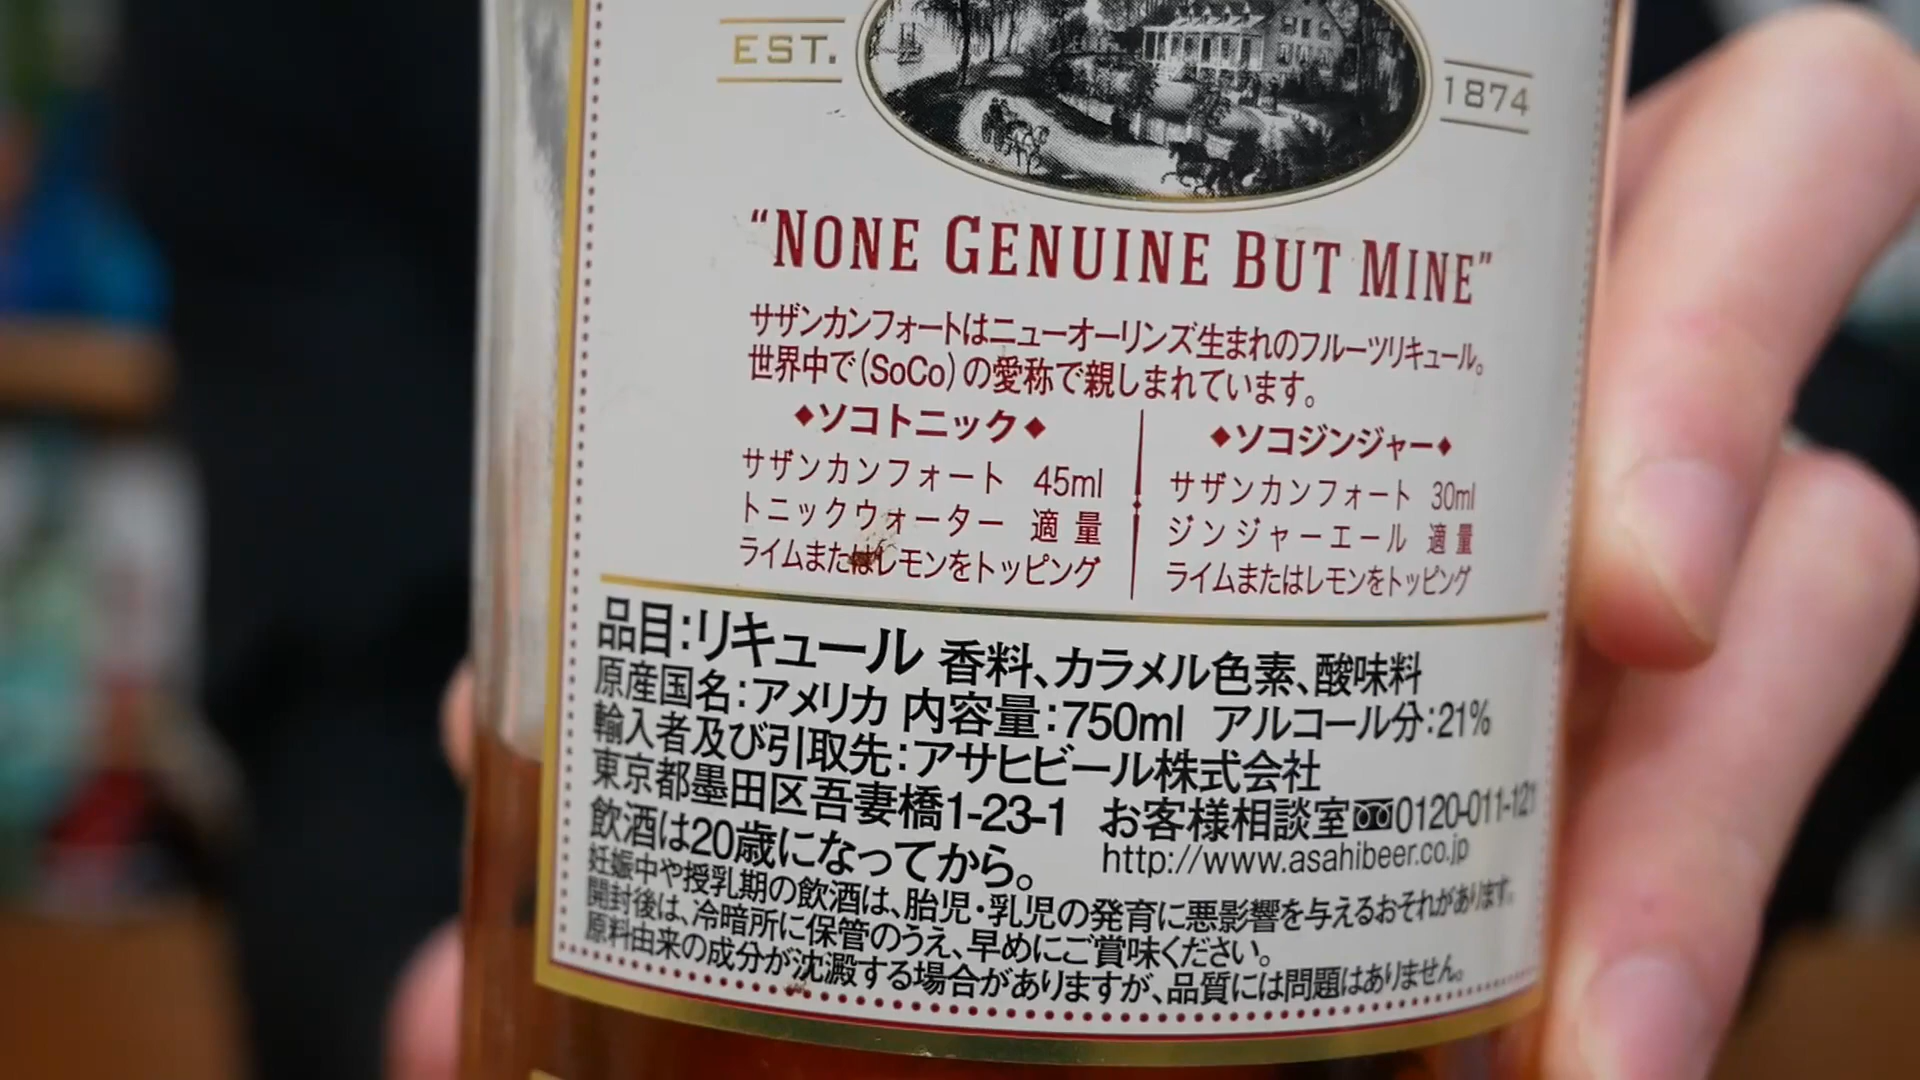 EST. 1874
“NONE GENUINE BUT MINE”
サザンカンフォートはニューオーリンズ生まれのフルーツリキュール。
世界中で(SoCo)の愛称で親しまれています。
◆ソコトニック◆
サザンカンフォート 45ml
トニックウォーター 適量
ライムまたはレモンをトッピング
◆ソコジンジャー◆
サザンカンフォート 30ml
ジンジャーエール 適量
ライムまたはレモンをトッピング
品目:リキュール 香料、カラメル色素、酸味料
原産国名:アメリカ 内容量:750ml アルコール分:21%
輸入者及び引取先:アサヒビール株式会社
東京都墨田区吾妻橋1-23-1 お客様相談室 0120-011-121
飲酒は20歳になってから。 http://www.asahibeer.co.jp
妊娠中や授乳期の飲酒は、胎児・乳児の発育に悪影響を与えるおそれがあります。
開封後は、冷暗所に保管のうえ、早めにご賞味ください。
原料由来の成分が沈澱する場合がありますが、品質には問題はありません。